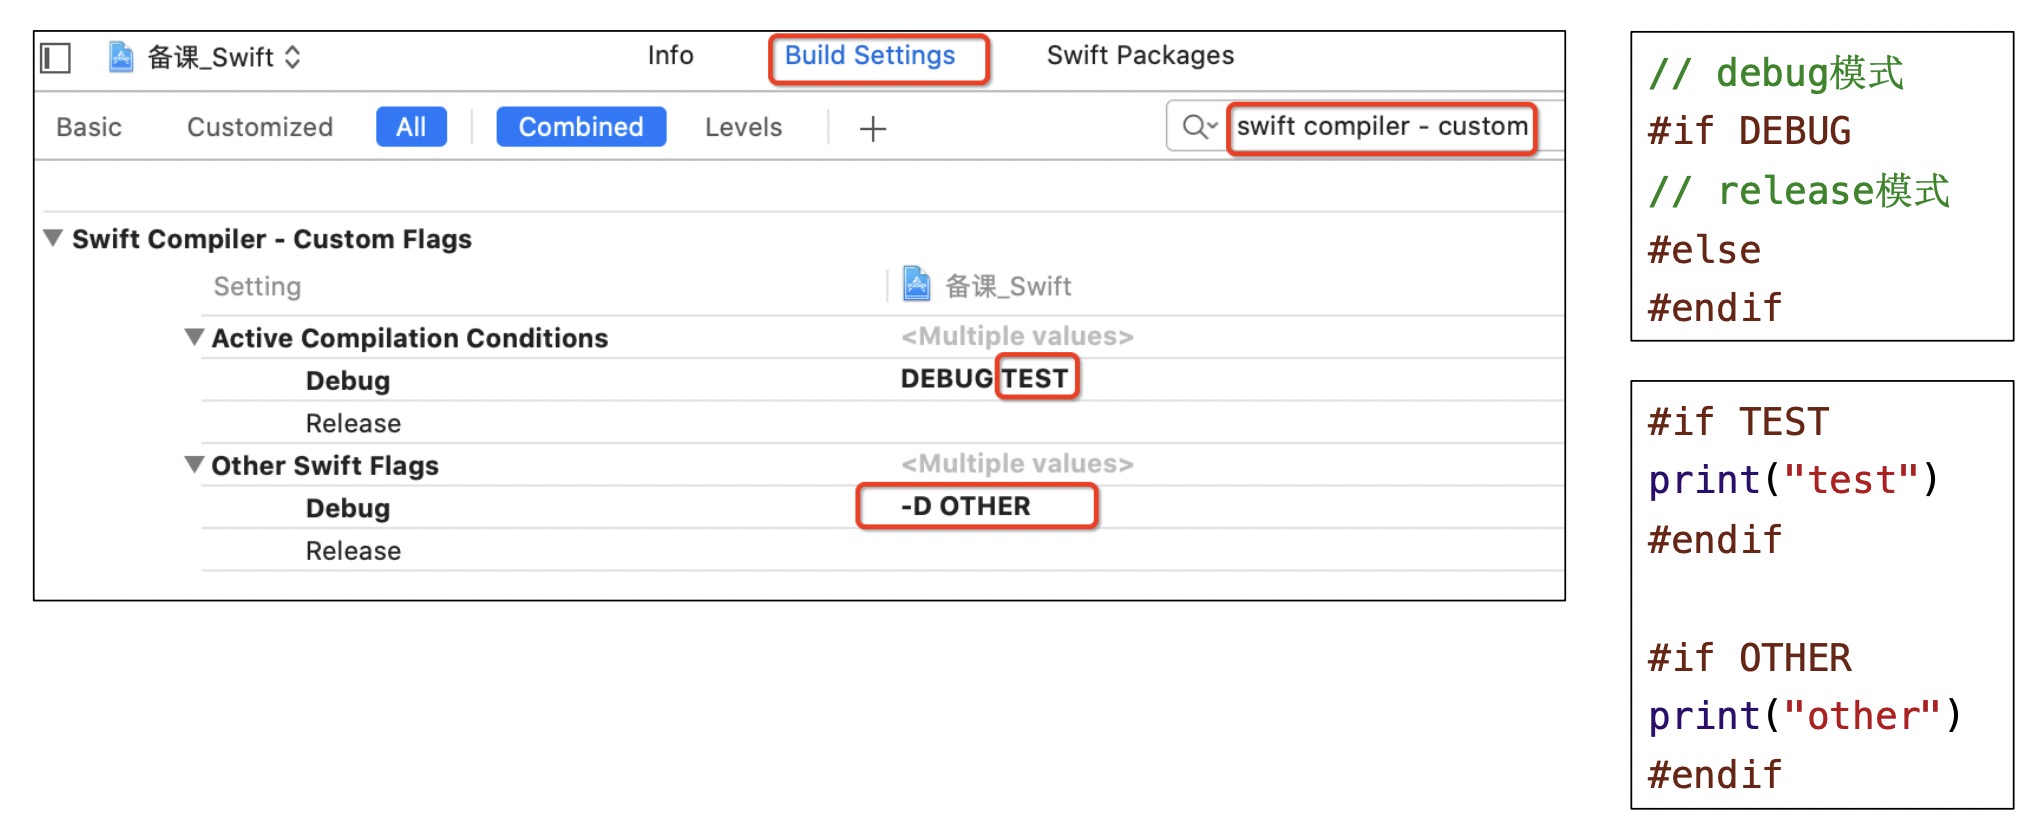 备课_Swift
Info
Build Settings
Swift Packages
Basic
Customized
All
Combined
Levels
swift compiler - custom
Swift Compiler - Custom Flags
Setting
备课_Swift
Active Compilation Conditions
<Multiple values>
Debug
DEBUG TEST
Release
Other Swift Flags
<Multiple values>
Debug
-D OTHER
Release
// debug模式
#if DEBUG
// release模式
#else
#endif
#if TEST
print("test")
#endif
#if OTHER
print("other")
#endif